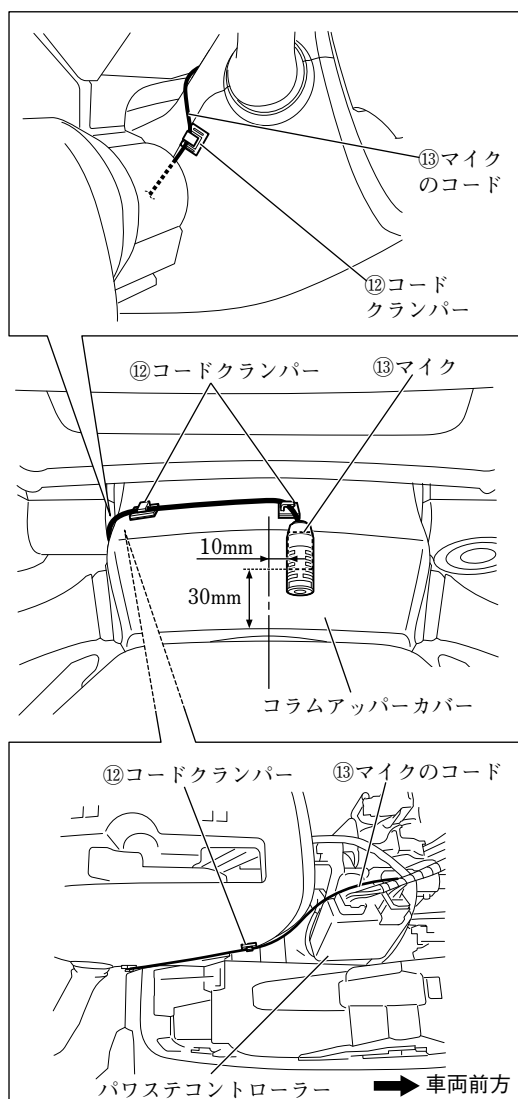 ⑬マイク
のコード
⑫コード
クランパー
⑫コードクランパー
⑬マイク
10mm
30mm
コラムアッパーカバー
⑫コードクランパー
⑬マイクのコード
パワステコントローラー
車両前方